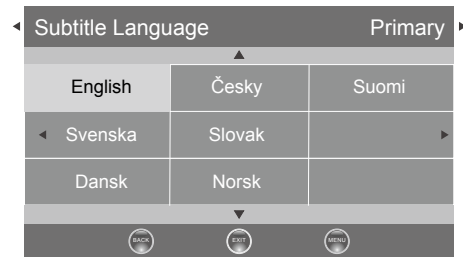 Subtitle Language Primary
English Česky Suomi
Svenska Slovak
Dansk Norsk
BACK EXIT MENU